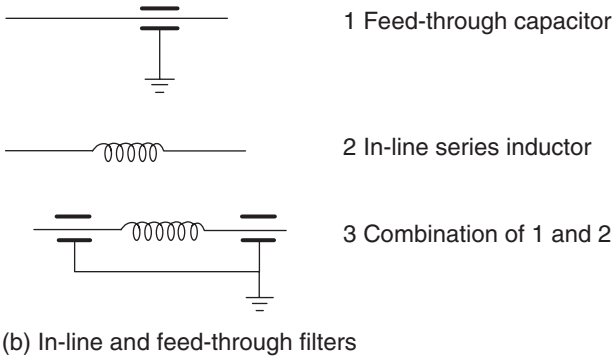 1 Feed-through capacitor
2 In-line series inductor
3 Combination of 1 and 2
(b) In-line and feed-through filters